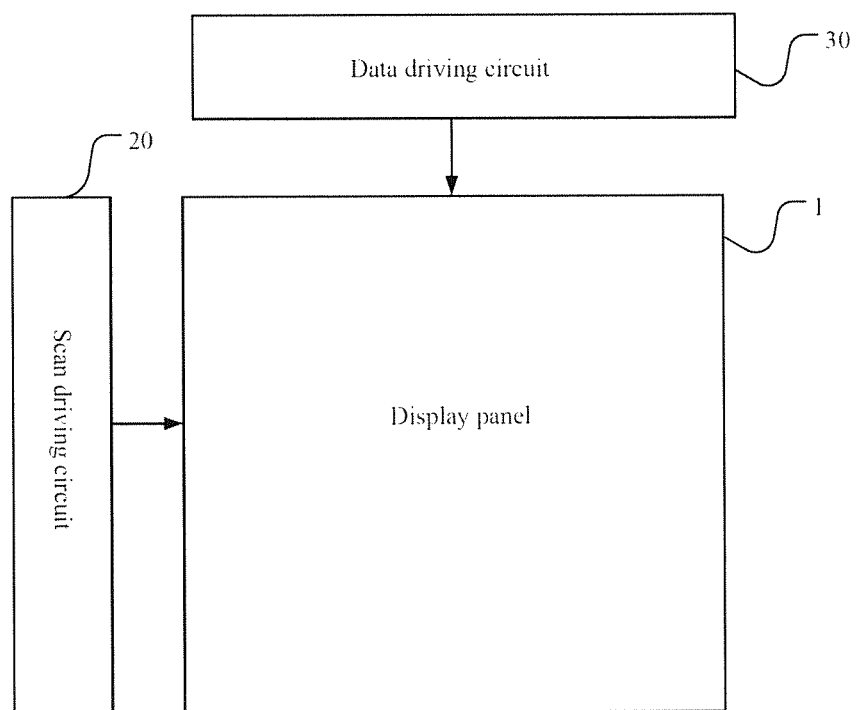 Data driving circuit
30
20
1
Scan driving circuit
Display panel